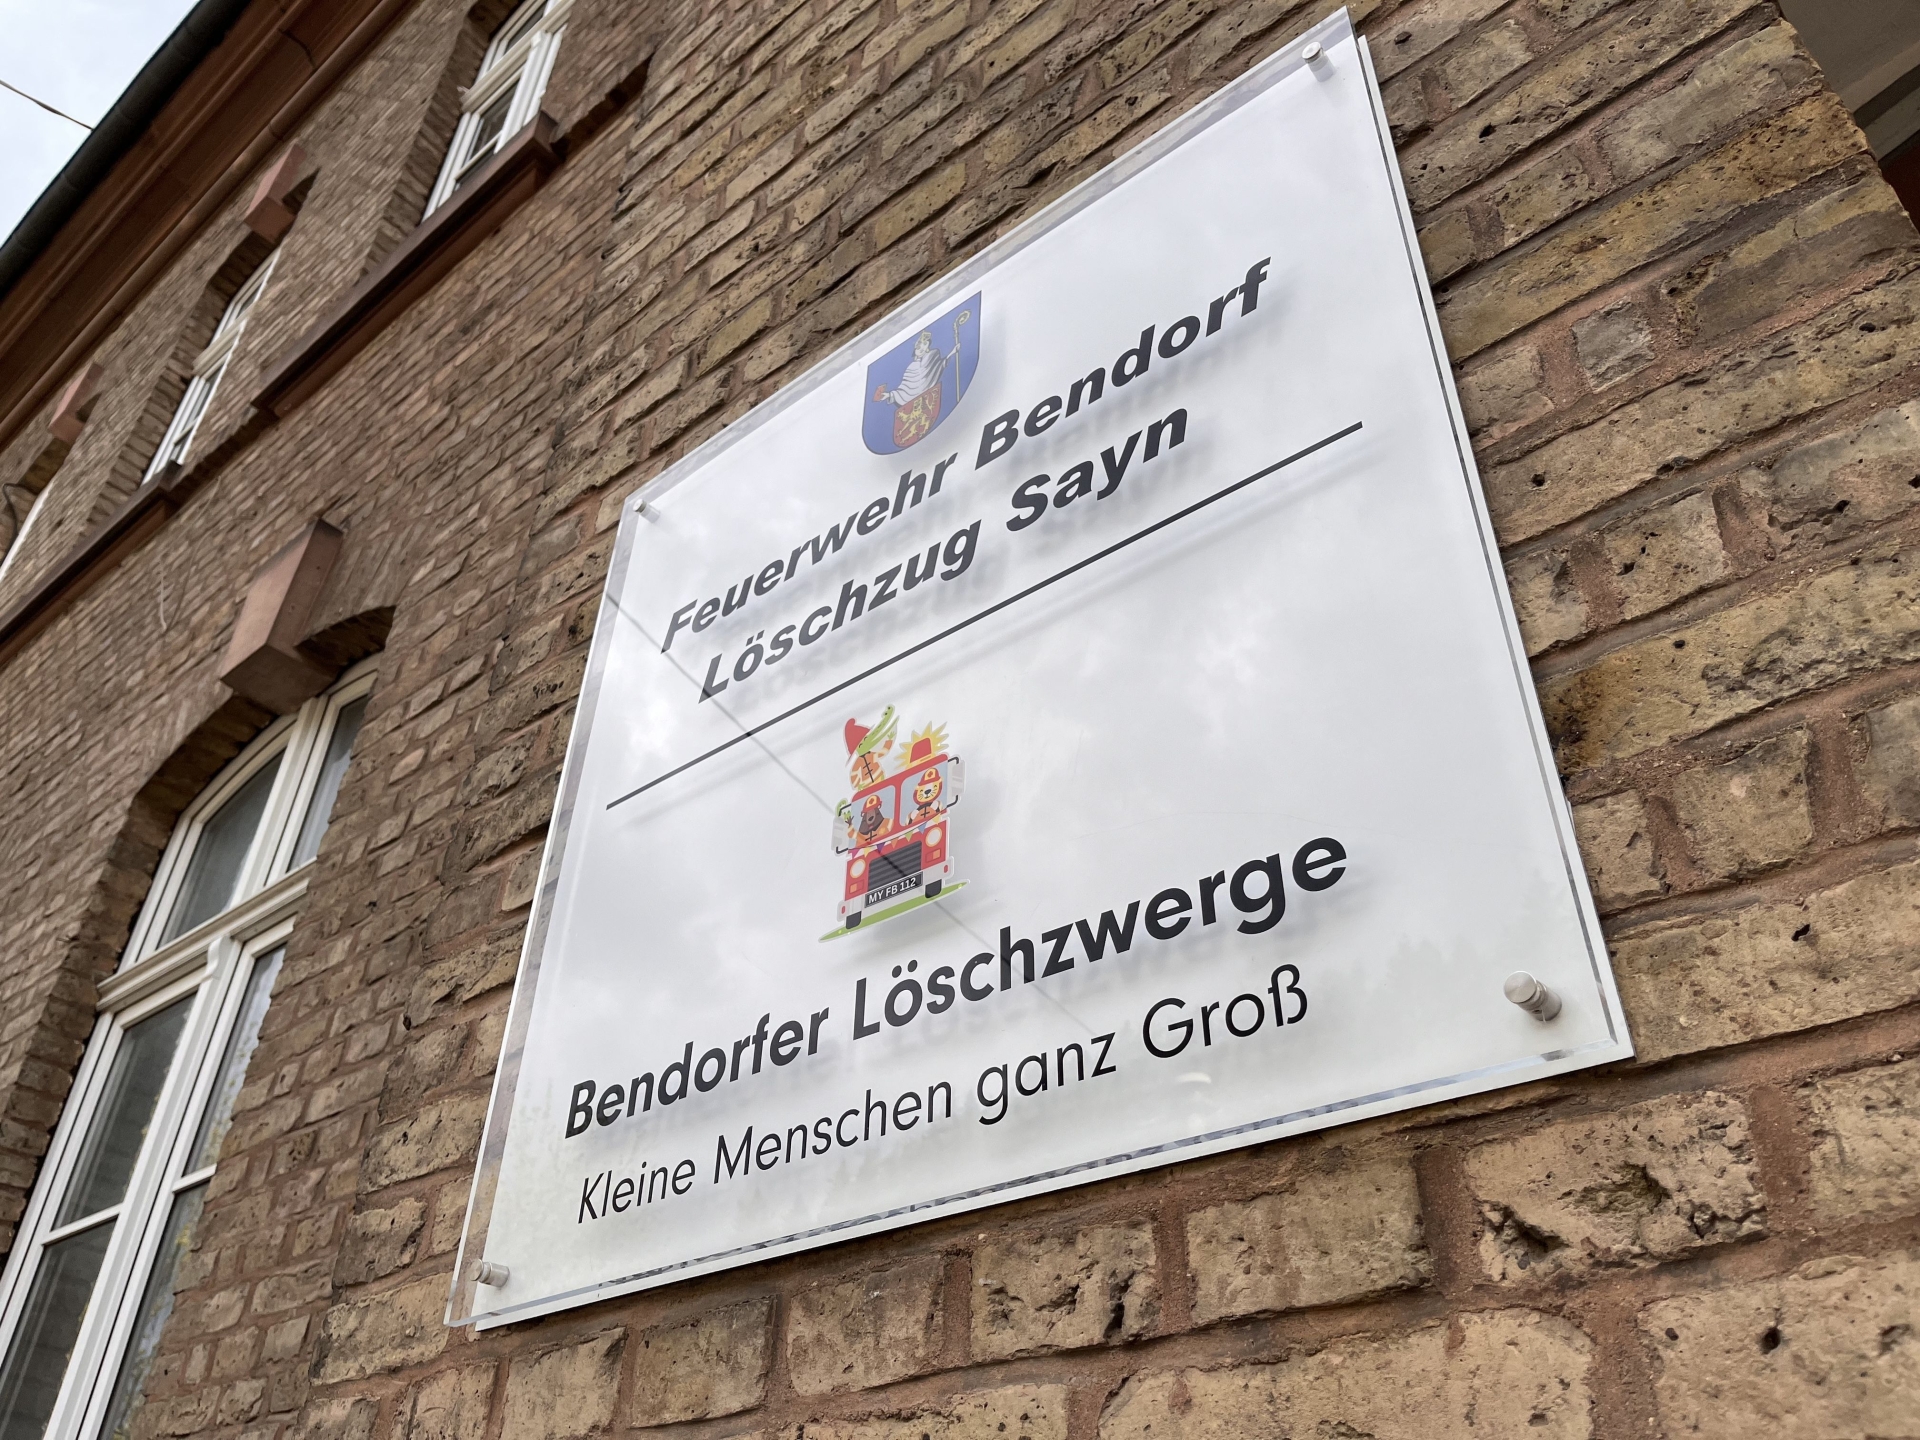 Feuerwehr Bendorf
Löschzug Sayn
MY FB 112
Bendorfer Löschzwerge
Kleine Menschen ganz Groß